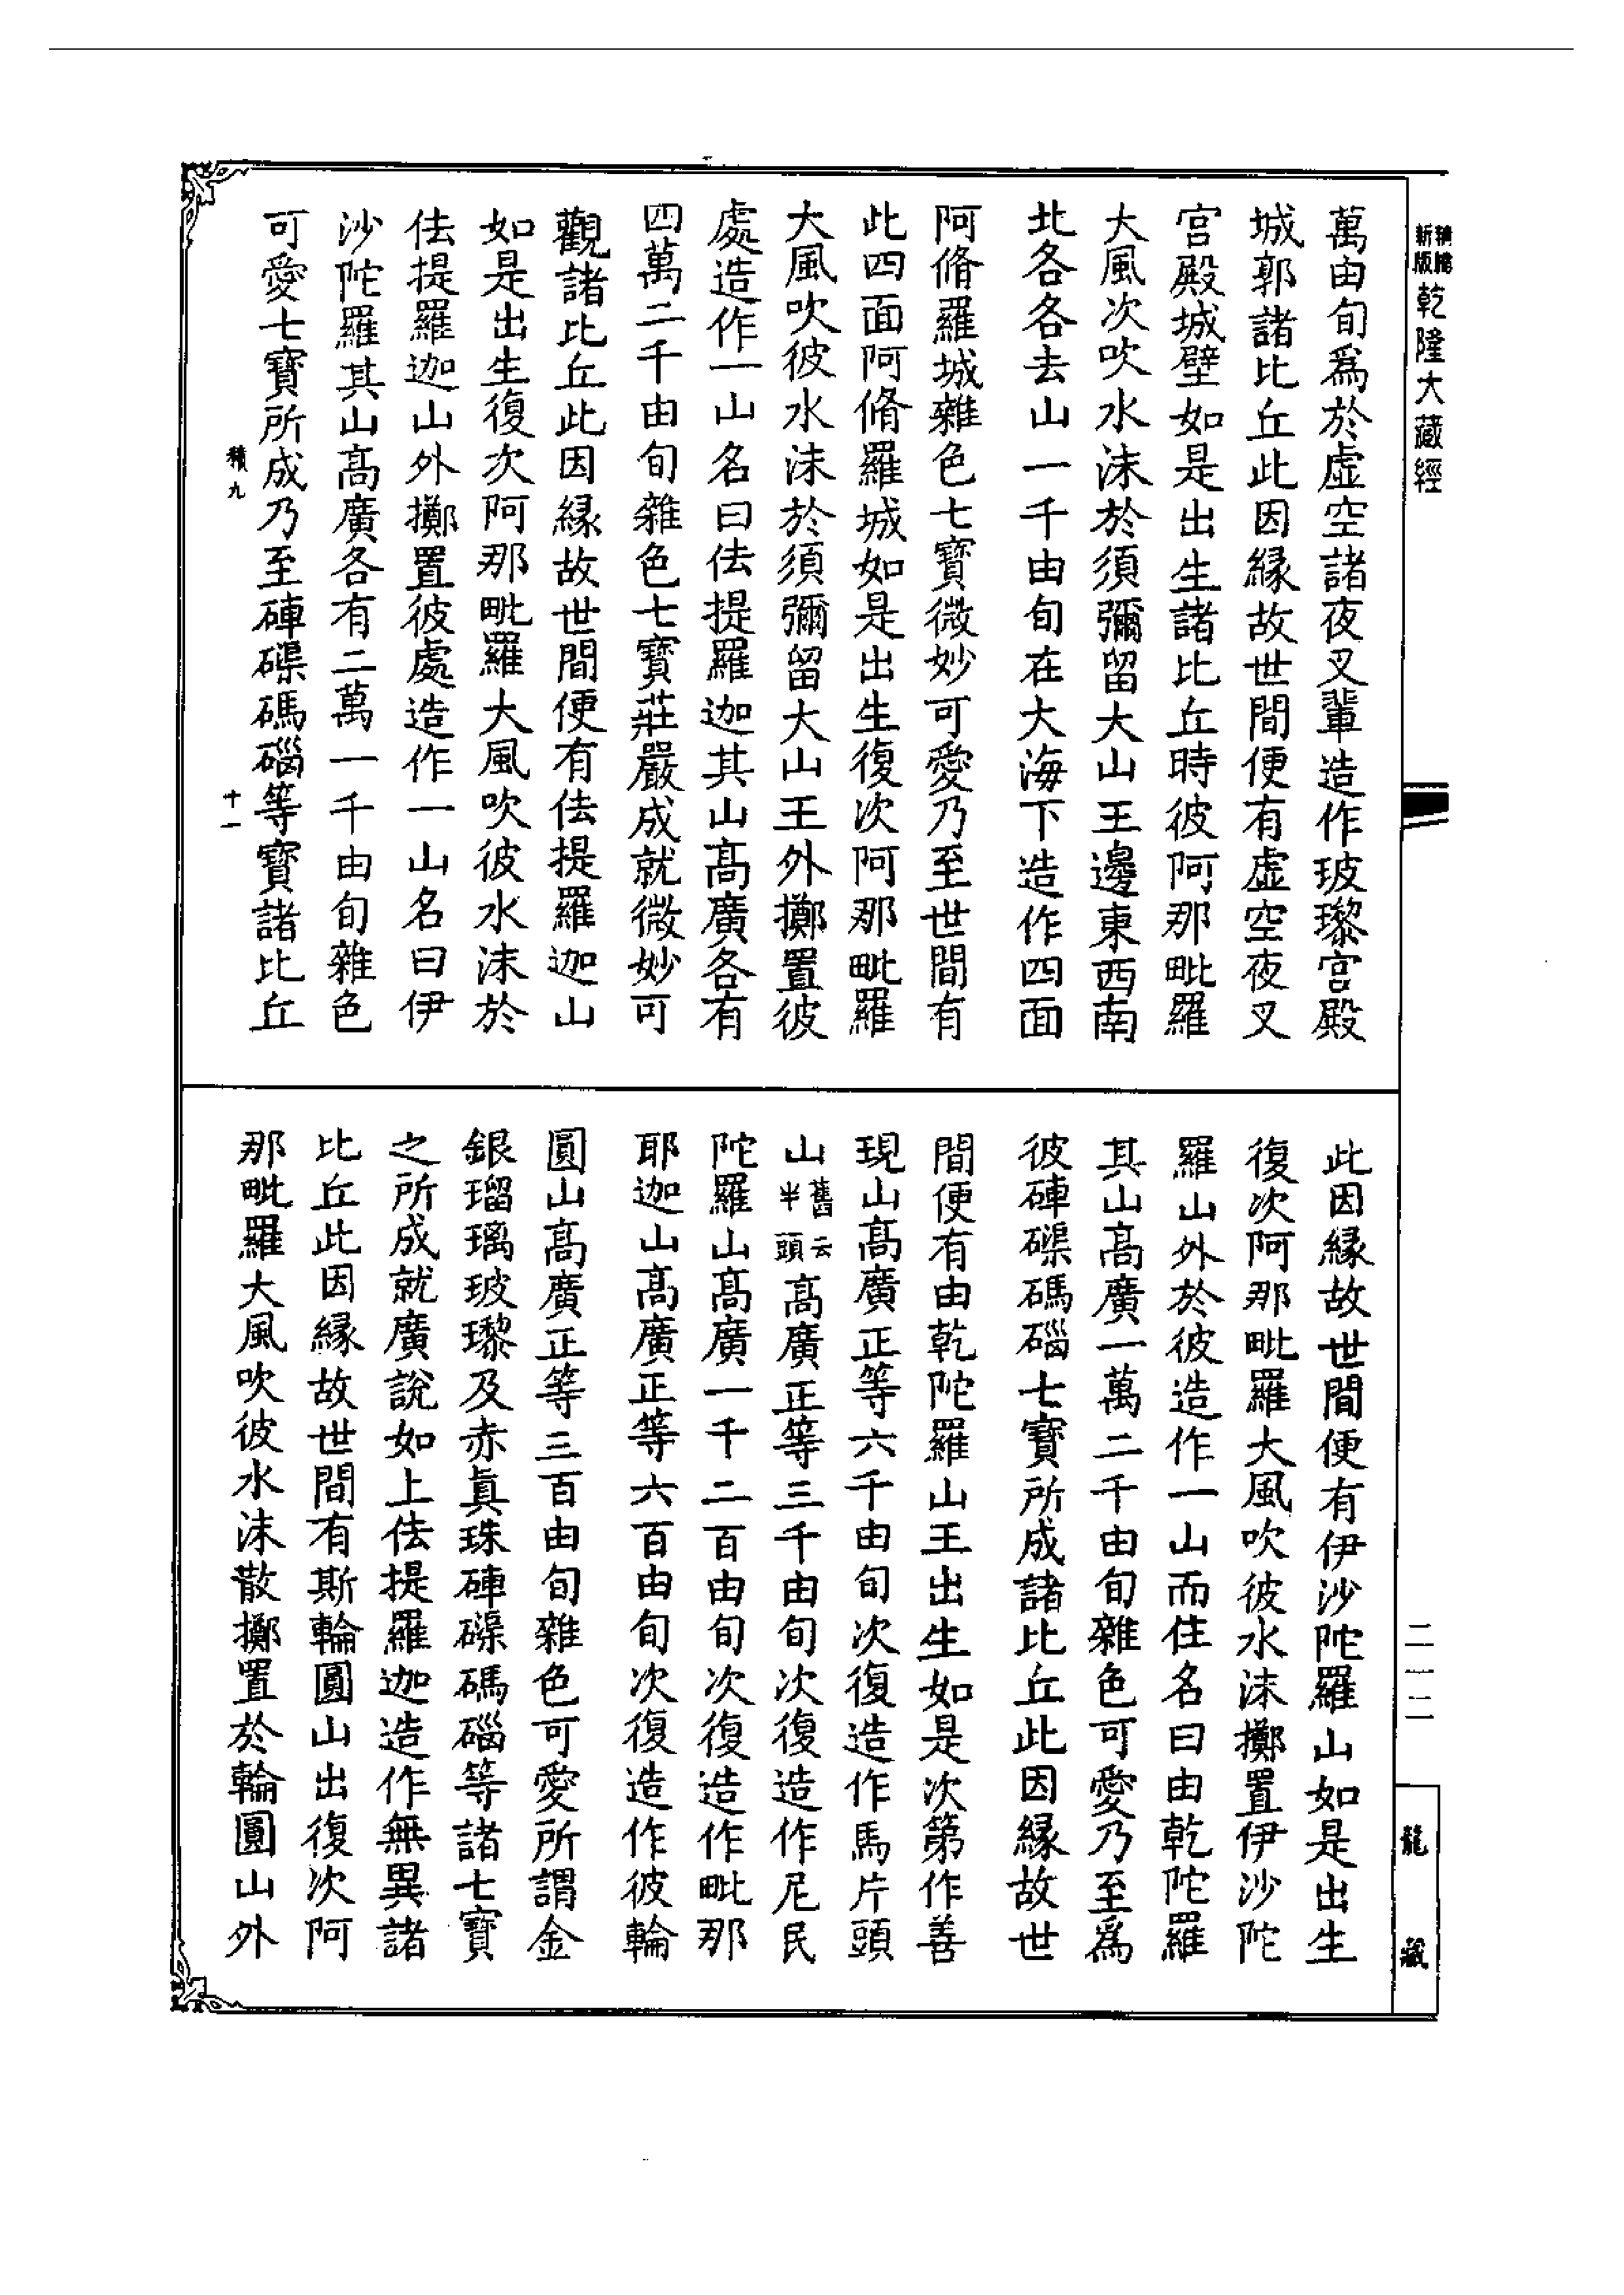 精勝新版
乾隆大藏經
萬由旬爲於虛空諸夜叉輩造作玻瓈宮殿
城郭諸比丘此因緣故世間便有虛空夜叉
宮殿城壁如是出生諸比丘時彼阿那毗羅
大風次吹水沫於須彌留大山王邊東西南
北各各去山一千由旬在大海下造作四面
阿脩羅城雜色七寶微妙可愛乃至世間有
此四面阿脩羅城如是出生復次阿那毗羅
大風吹彼水沫於須彌留大山王外擲置彼
處造作一山名曰佉提羅迦其山高廣各有
四萬二千由旬雜色七寶莊嚴成就微妙可
觀諸比丘此因緣故世間便有佉提羅迦山
如是出生復次阿那毗羅大風吹彼水沫於
佉提羅迦山外擲置彼處造作一山名曰伊
沙陀羅其山高廣各有二萬一千由旬雜色
可愛七寶所成乃至硨磲碼碯等寶諸比丘
積九 十一
此因緣故世間便有伊沙陀羅山如是出生
復次阿那毗羅大風吹彼水沫擲置伊沙陀
羅山外於彼造作一山而住名曰由乾陀羅
其山高廣一萬二千由旬雜色可愛乃至爲
彼硨磲碼碯七寶所成諸比丘此因緣故世
間便有由乾陀羅山王出生如是次第作善
現山高廣正等六千由旬次復造作馬片頭
山舊云半頭高廣正等三千由旬次復造作尼民
陀羅山高廣一千二百由旬次復造作毗那
耶迦山高廣正等六百由旬次復造作彼輪
圓山高廣正等三百由旬雜色可愛所謂金
銀瑠璃玻瓈及赤真珠硨磲碼碯等諸七寶
之所成就廣說如上佉提羅迦造作無異諸
比丘此因緣故世間有斯輪圓山出復次阿
那毗羅大風吹彼水沫散擲置於輪圓山外
二一二
龍藏